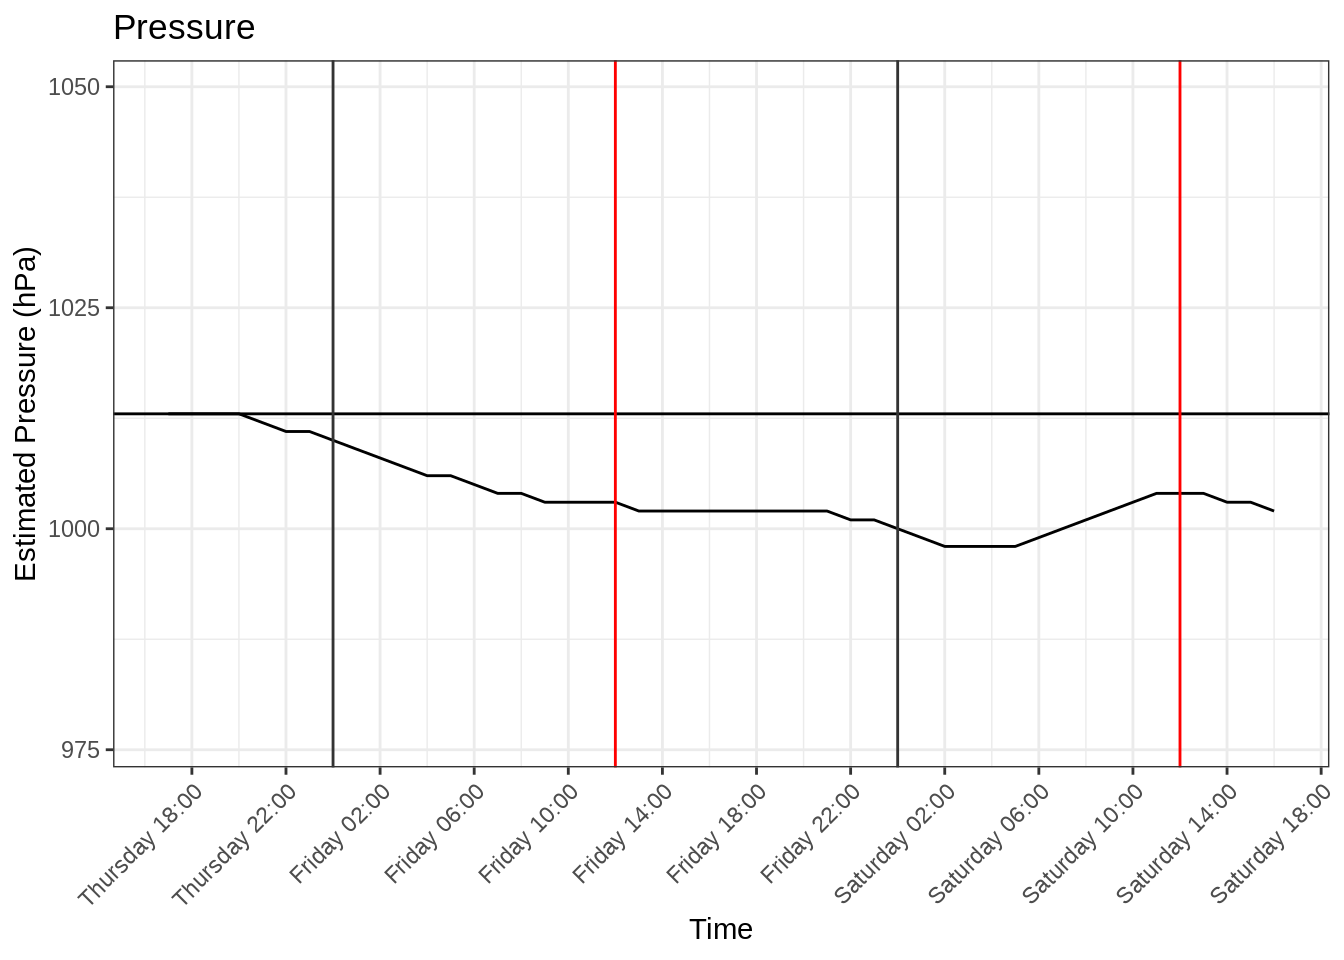 Pressure
Estimated Pressure (hPa)
1050
1025
1000
975
Thursday 18:00
Thursday 22:00
Friday 02:00
Friday 06:00
Friday 10:00
Friday 14:00
Friday 18:00
Friday 22:00
Saturday 02:00
Saturday 06:00
Saturday 10:00
Saturday 14:00
Saturday 18:00
Time